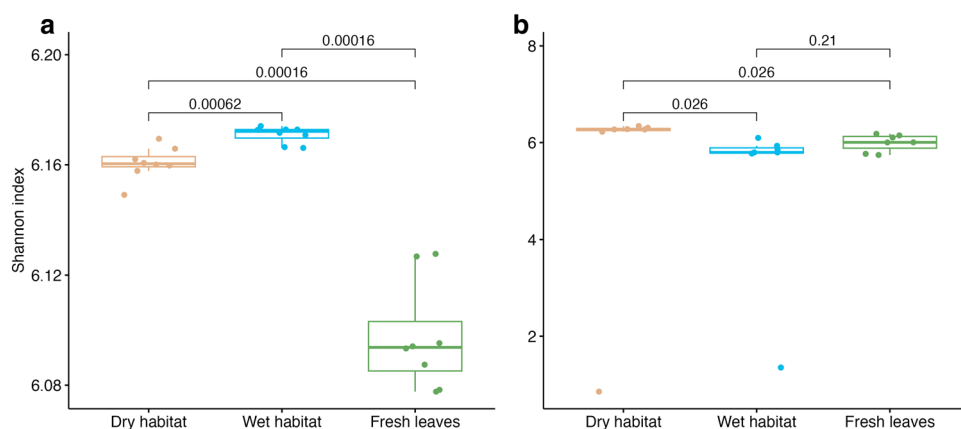 a
b
6.20
6.16
6.12
6.08
Shannon index
0.00016
0.00016
0.00062
Dry habitat Wet habitat Fresh leaves
8
6
4
2
0.21
0.026
0.026
Dry habitat Wet habitat Fresh leaves